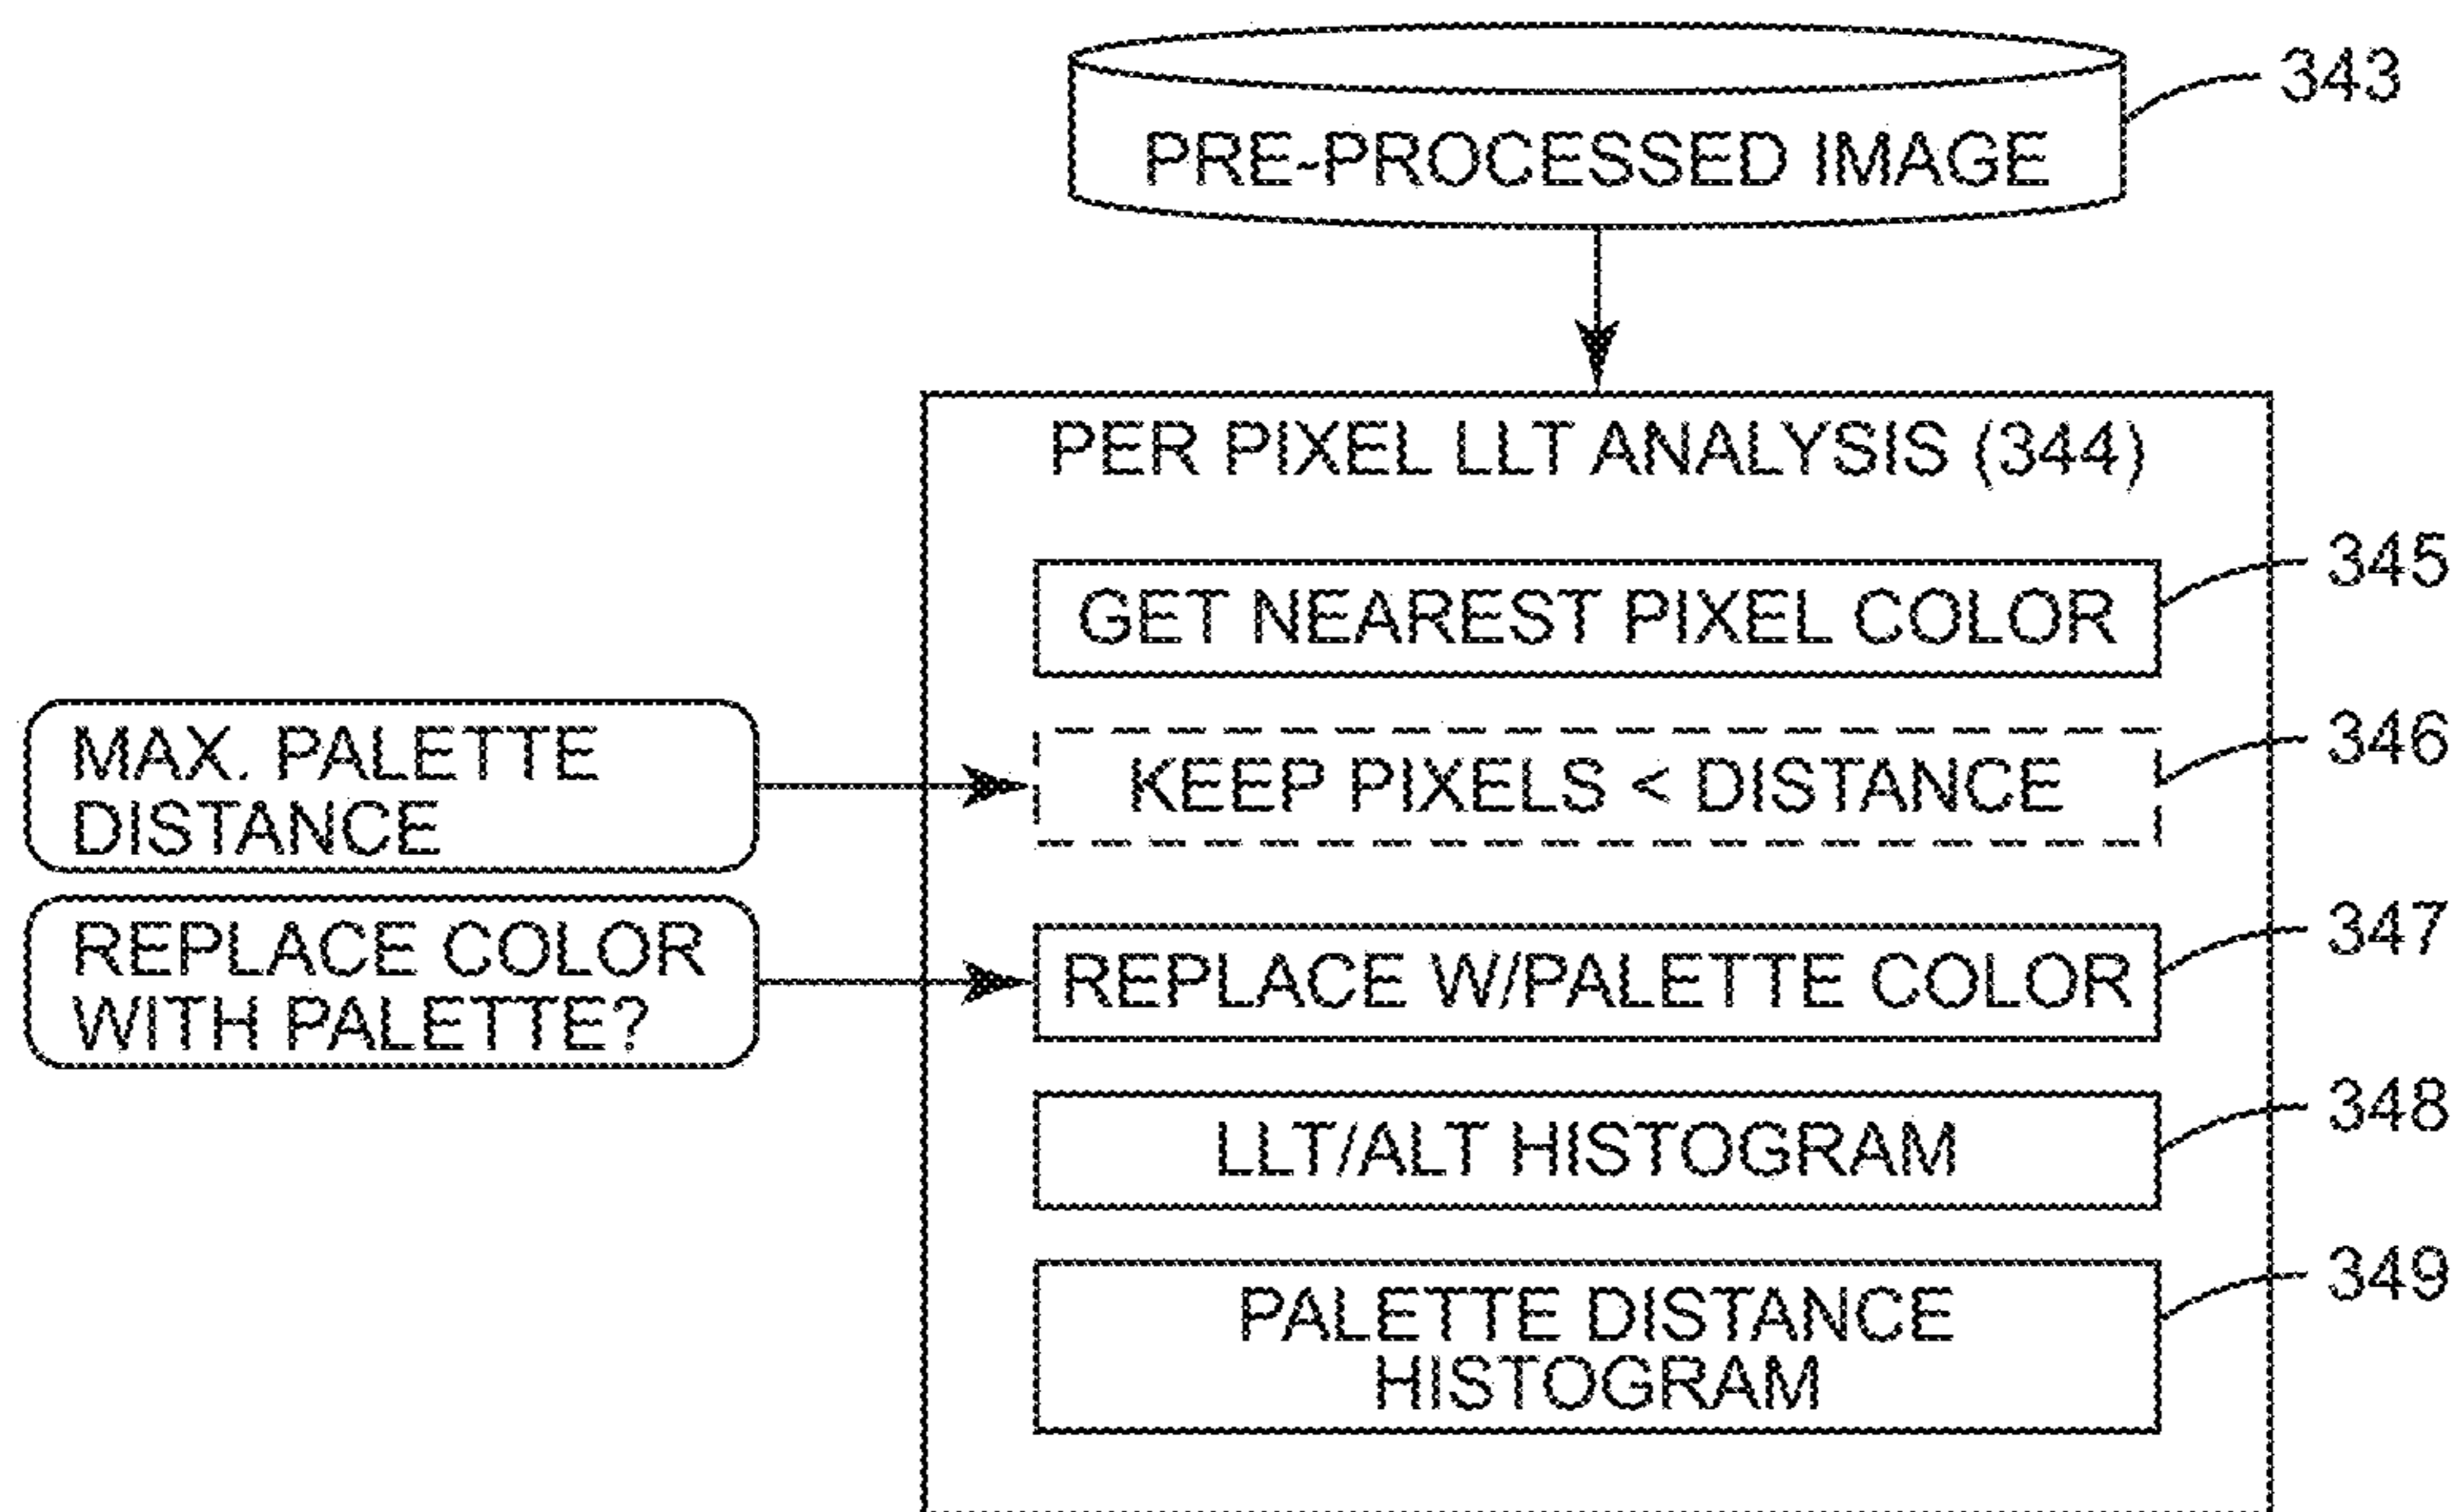 343
PRE-PROCESSED IMAGE
PER PIXEL LLT ANALYSIS (344)
345
GET NEAREST PIXEL COLOR
346
MAX. PALETTE
DISTANCE
KEEP PIXELS < DISTANCE
347
REPLACE COLOR
WITH PALETTE?
REPLACE W/PALETTE COLOR
348
LLT/ALT HISTOGRAM
349
PALETTE DISTANCE
HISTOGRAM